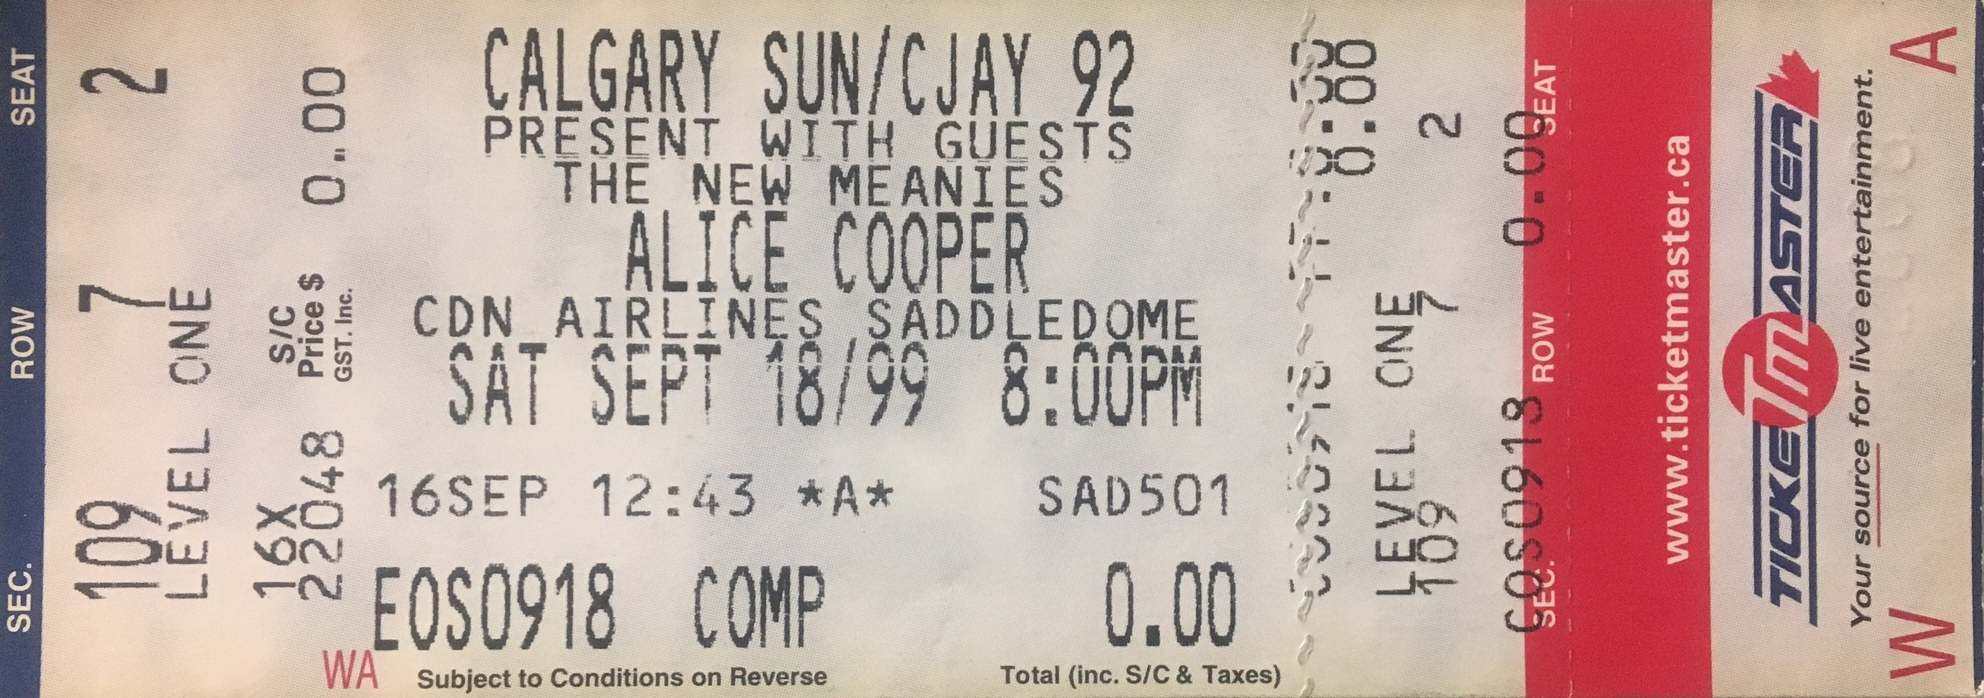 SEC. ROW SEAT
109 7 2
LEVEL ONE
16X S/C
22048 Price $ 0.00
GST. Inc.
CALGARY SUN/CJAY 92
PRESENT WITH GUESTS
THE NEW MEANIES
ALICE COOPER
CDN AIRLINES SADDLEDOME
SAT SEPT 18/99 8:00PM
16SEP 12:43 *A* SAD501
EOS0918 COMP 0.00
WA Subject to Conditions on Reverse Total (inc. S/C & Taxes)
0.00
LEVEL ONE
109 7 2
0.00
SEC. ROW SEAT
www.ticketmaster.ca
TICKETMASTER
TM
Your source for live entertainment.
W A